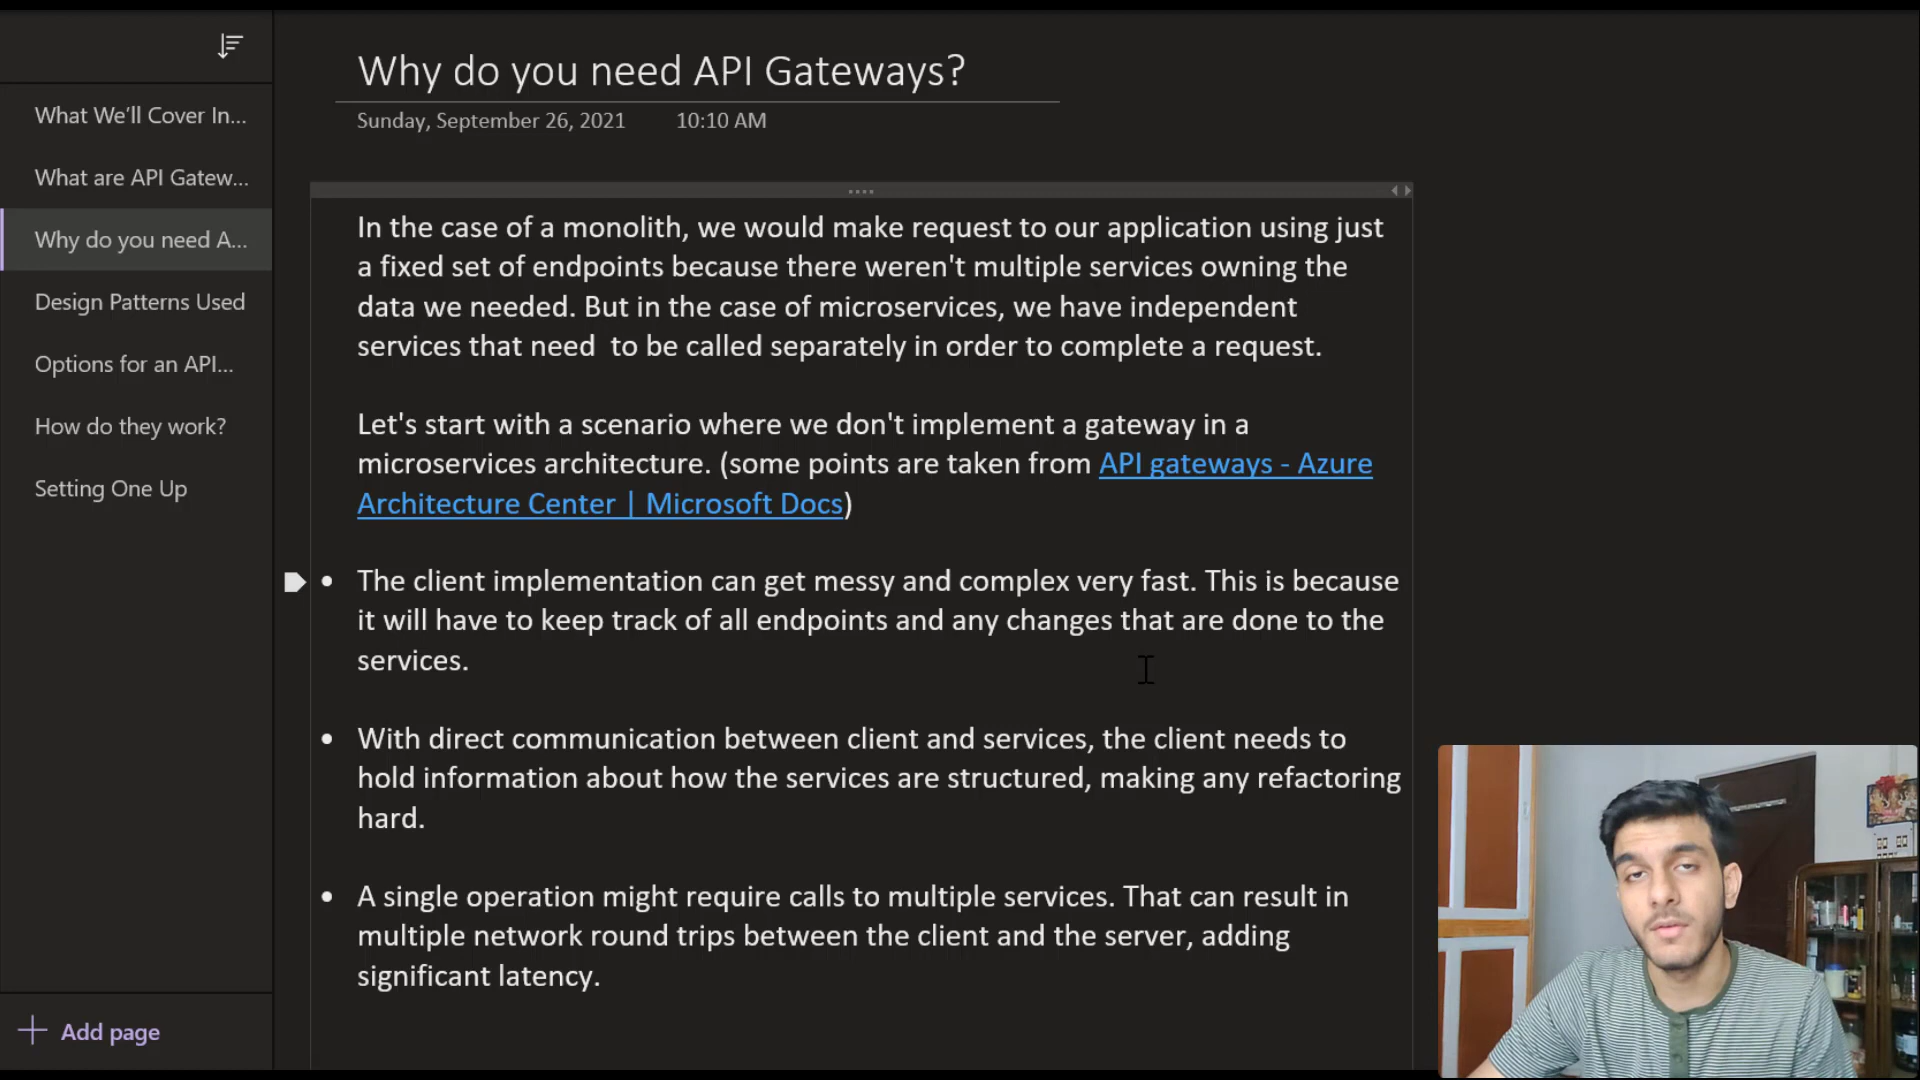 Why do you need API Gateways?
Sunday, September 26, 2021 10:10 AM
What We'll Cover In...
What are API Gatew...
Why do you need A...
Design Patterns Used
Options for an API...
How do they work?
Setting One Up
Add page
In the case of a monolith, we would make request to our application using just
a fixed set of endpoints because there weren't multiple services owning the
data we needed. But in the case of microservices, we have independent
services that need  to be called separately in order to complete a request.
Let's start with a scenario where we don't implement a gateway in a
microservices architecture. (some points are taken from API gateways - Azure
Architecture Center | Microsoft Docs)
• The client implementation can get messy and complex very fast. This is because
it will have to keep track of all endpoints and any changes that are done to the
services.
• With direct communication between client and services, the client needs to
hold information about how the services are structured, making any refactoring
hard.
• A single operation might require calls to multiple services. That can result in
multiple network round trips between the client and the server, adding
significant latency.